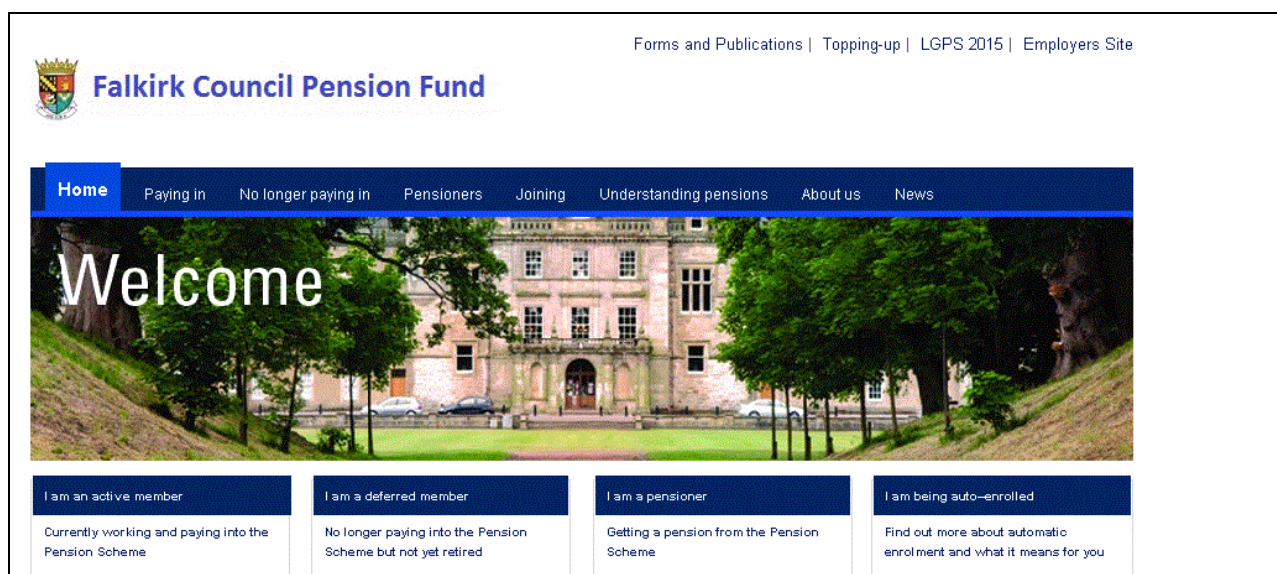 Forms and Publications | Topping-up | LGPS 2015 | Employers Site
Falkirk Council Pension Fund
Home Paying in No longer paying in Pensioners Joining Understanding pensions About us News
Welcome
I am an active member
Currently working and paying into the
Pension Scheme
I am a deferred member
No longer paying into the Pension
Scheme but not yet retired
I am a pensioner
Getting a pension from the Pension
Scheme
I am being auto–enrolled
Find out more about automatic
enrolment and what it means for you